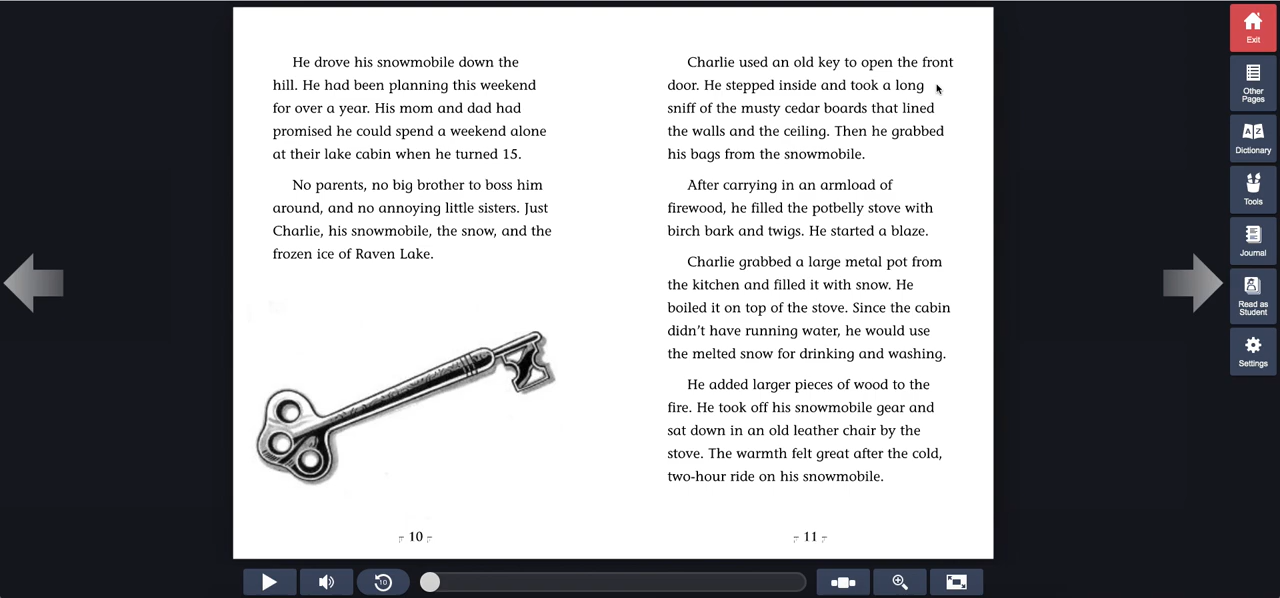 He drove his snowmobile down the
hill. He had been planning this weekend
for over a year. His mom and dad had
promised he could spend a weekend alone
at their lake cabin when he turned 15.
No parents, no big brother to boss him
around, and no annoying little sisters. Just
Charlie, his snowmobile, the snow, and the
frozen ice of Raven Lake.
10
Charlie used an old key to open the front
door. He stepped inside and took a long
sniff of the musty cedar boards that lined
the walls and the ceiling. Then he grabbed
his bags from the snowmobile.
After carrying in an armload of
firewood, he filled the potbelly stove with
birch bark and twigs. He started a blaze.
Charlie grabbed a large metal pot from
the kitchen and filled it with snow. He
boiled it on top of the stove. Since the cabin
didn’t have running water, he would use
the melted snow for drinking and washing.
He added larger pieces of wood to the
fire. He took off his snowmobile gear and
sat down in an old leather chair by the
stove. The warmth felt great after the cold,
two-hour ride on his snowmobile.
11
Exit
Other
Pages
A Z
Dictionary
Tools
Journal
Read as
Student
Settings
10